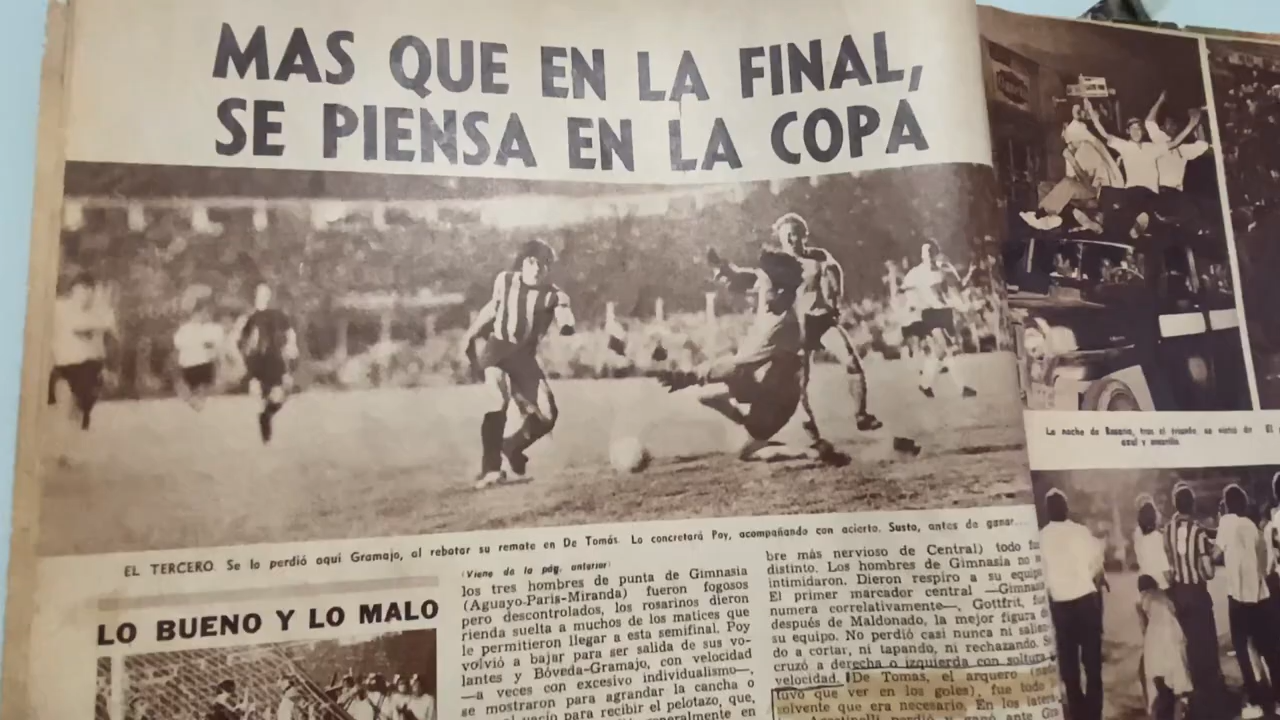 MAS QUE EN LA FINAL,
SE PIENSA EN LA COPA
EL TERCERO. Se lo perdió aquí Gramajo, al rebotar su remate en De Tomás. Lo concretará Poy, acompañando con acierto. Susto, antes de ganar...
LO BUENO Y LO MALO
(Viene de la pág. anterior)
los tres hombres de punta de Gimnasia
(Aguayo-Paris-Miranda) fueron fogosos
pero descontrolados, los rosarinos dieron
rienda suelta a muchos de los matices que
le permitieron llegar a esta semifinal. Poy
volvió a bajar para ser salida de sus vo-
lantes y Bóveda-Gramajo, con velocidad
—a veces con excesivo individualismo—,
se mostraron para agrandar la cancha o
para recibir el pelotazo, que,
en
bre más nervioso de Central) todo
distinto. Los hombres de Gimnasia
intimidaron. Dieron respiro a su equipo
El primer marcador central —Gimnasia
numera correlativamente—, Gottfrit,
después de Maldonado, la mejor figura
su equipo. No perdió casi nunca ni
do a cortar, ni tapando, ni rechazando.
cruzó a derecha o izquierda con soltura
velocidad. De Tomas, el arquero
tuvo que ver en los goles), fue todo
solvente que era necesario. En los
perdió y ganó ante
La noche de Rosario, tras el triunfo, se vistió de
azul y amarillo.
El